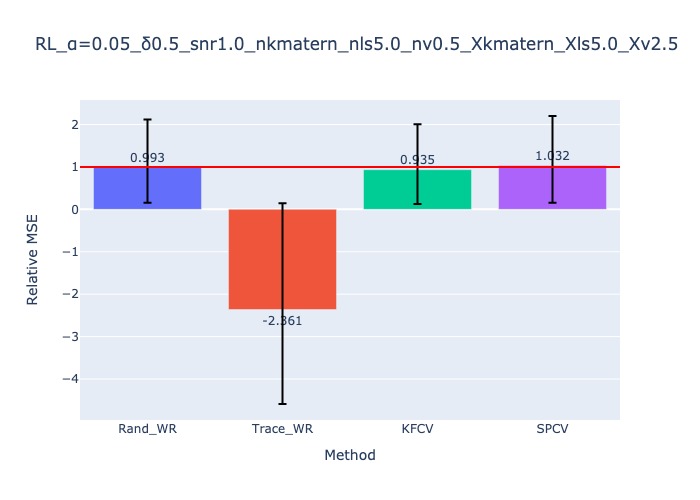 RL_α=0.05_δ0.5_snr1.0_nkmatern_nls5.0_nv0.5_Xkmatern_Xls5.0_Xv2.5
2
1
0
−1
−2
−3
−4
Relative MSE
0.993
-2.361
0.935
1.032
Rand_WR
Trace_WR
KFCV
SPCV
Method